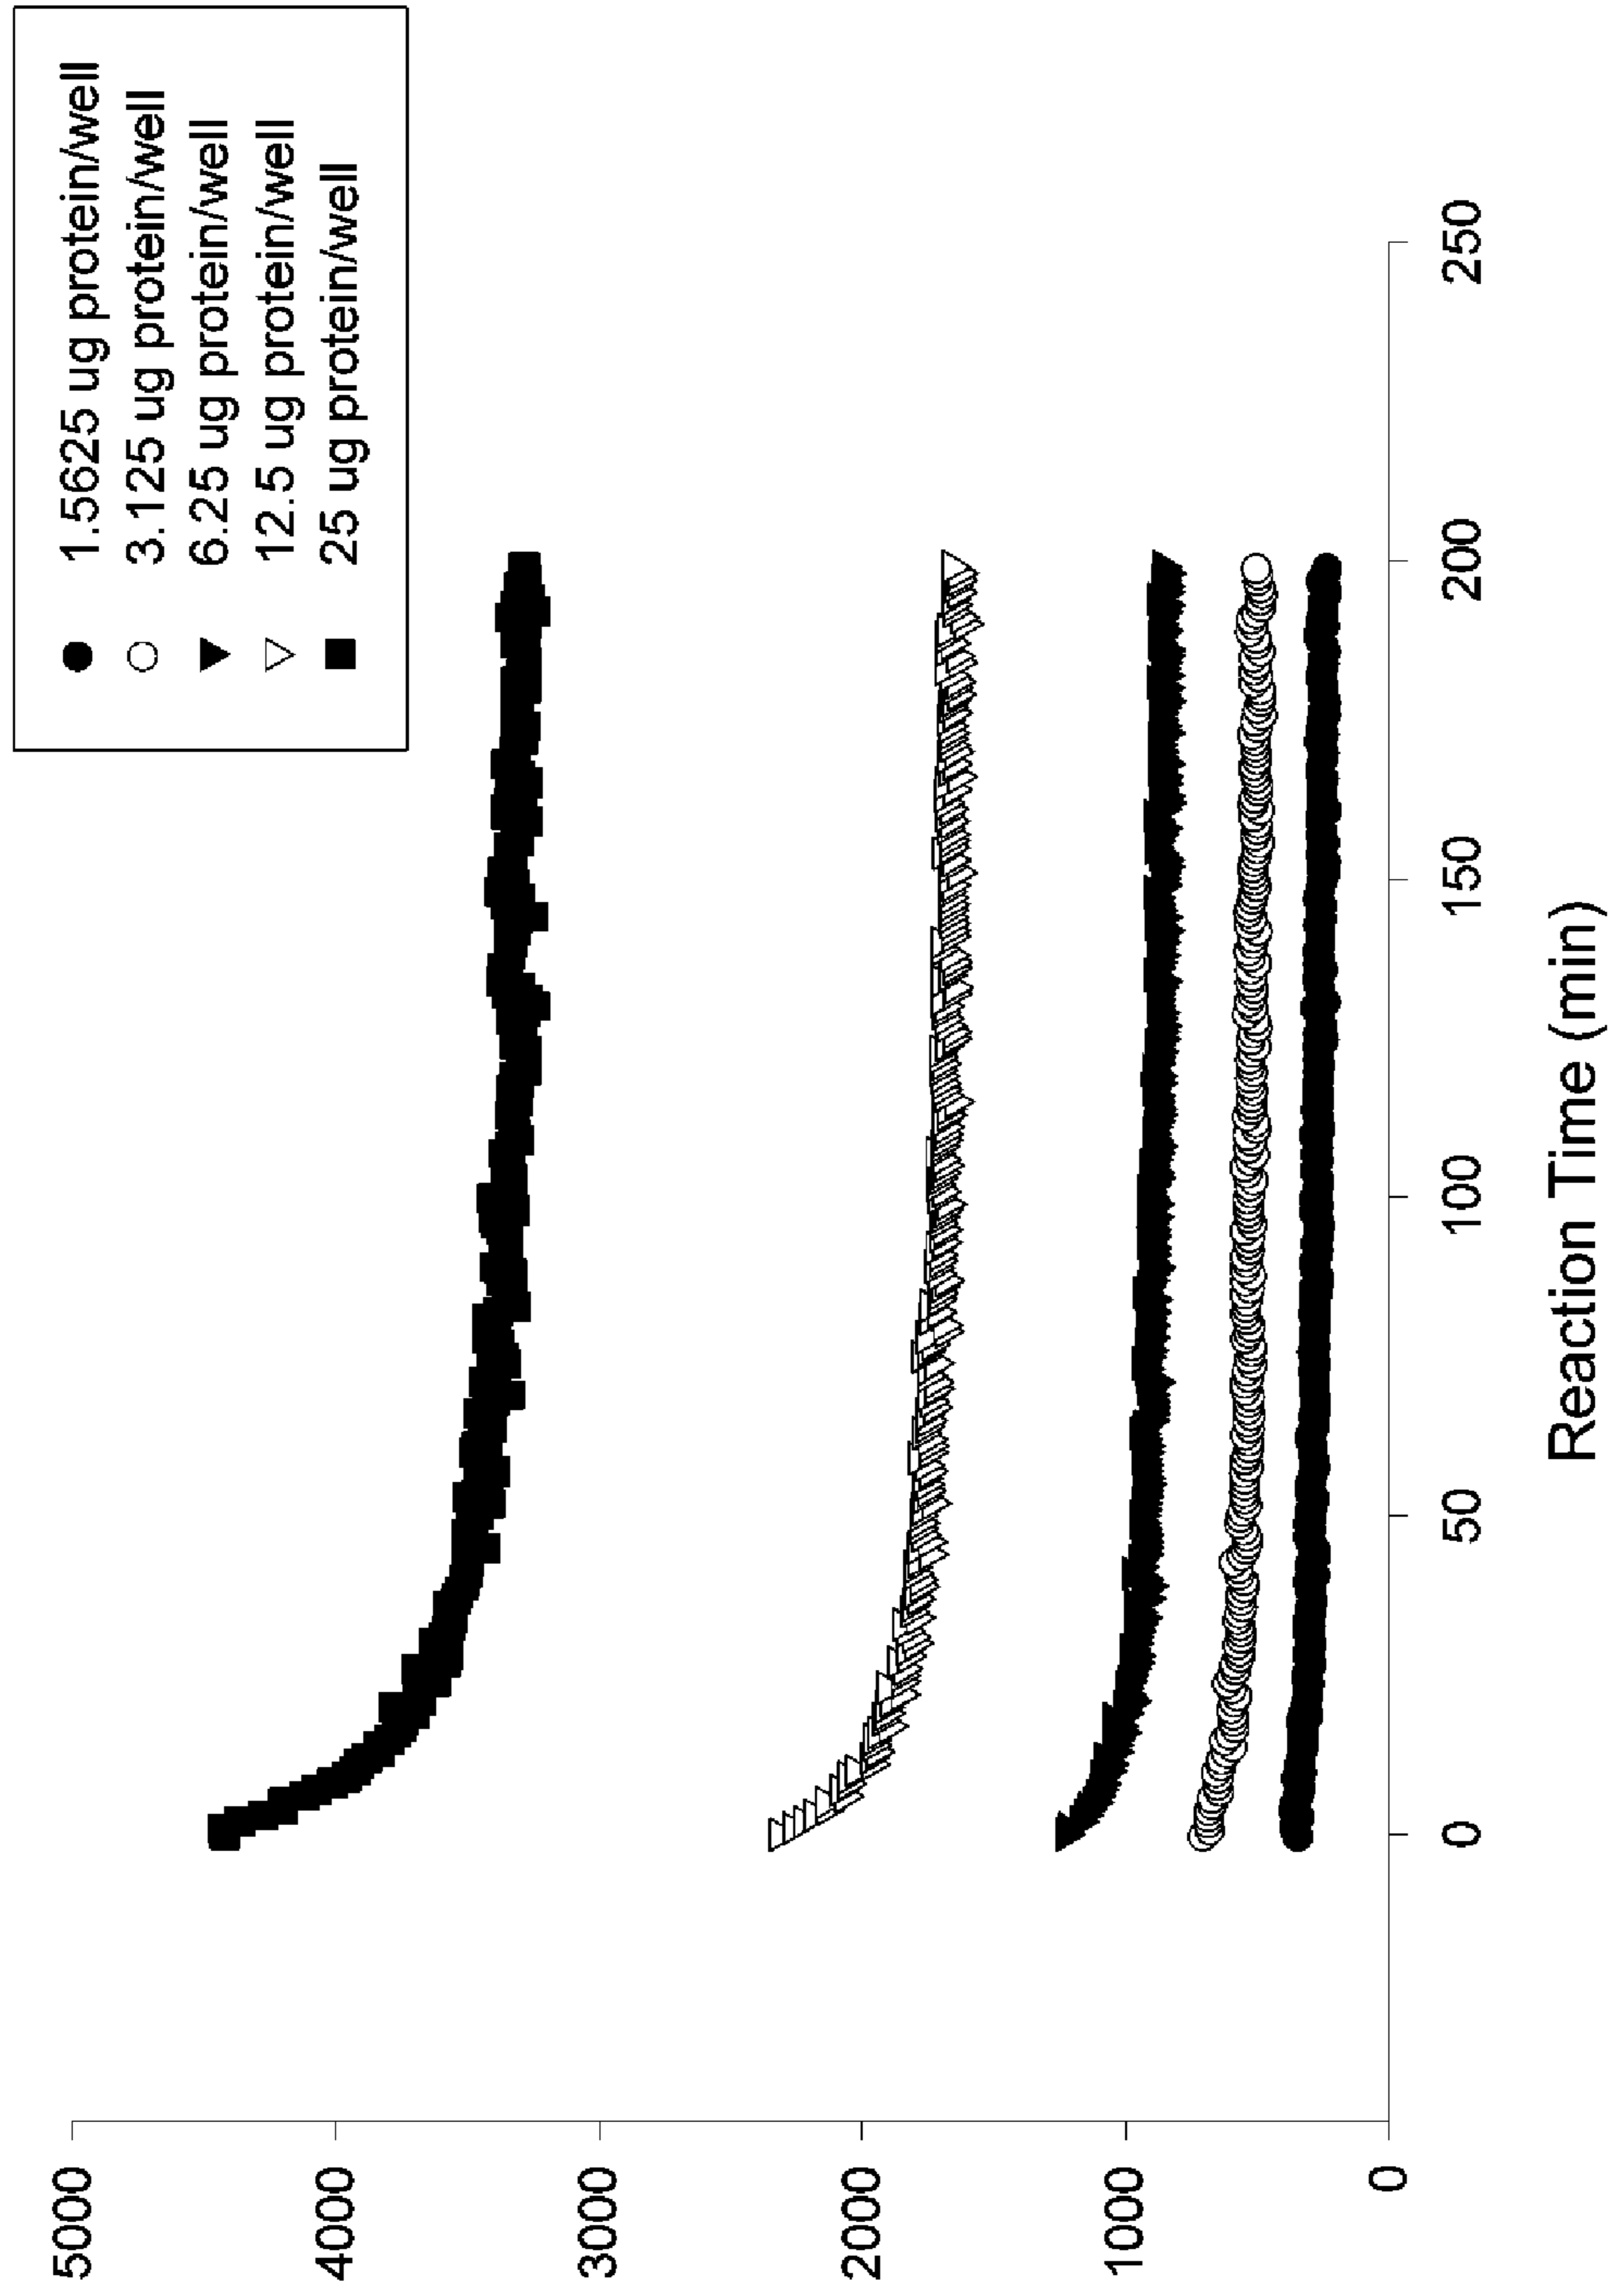 1.5625 ug protein/well
3.125 ug protein/well
6.25 ug protein/well
12.5 ug protein/well
25 ug protein/well
5000
4000
3000
2000
1000
0
0
50
100
150
200
250
Reaction Time (min)